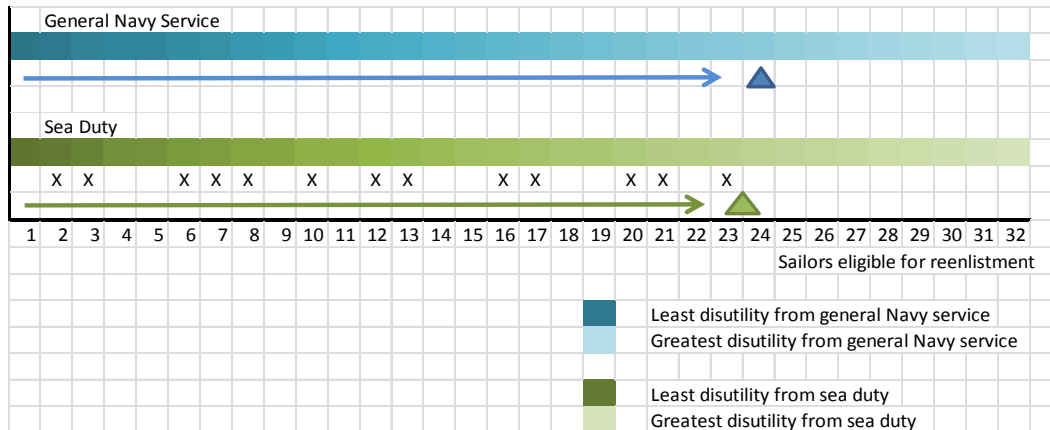 General Navy Service
Sea Duty
X X X X X X X X X X X X X
1 2 3 4 5 6 7 8 9 10 11 12 13 14 15 16 17 18 19 20 21 22 23 24 25 26 27 28 29 30 31 32
Sailors eligible for reenlistment
Least disutility from general Navy service
Greatest disutility from general Navy service
Least disutility from sea duty
Greatest disutility from sea duty